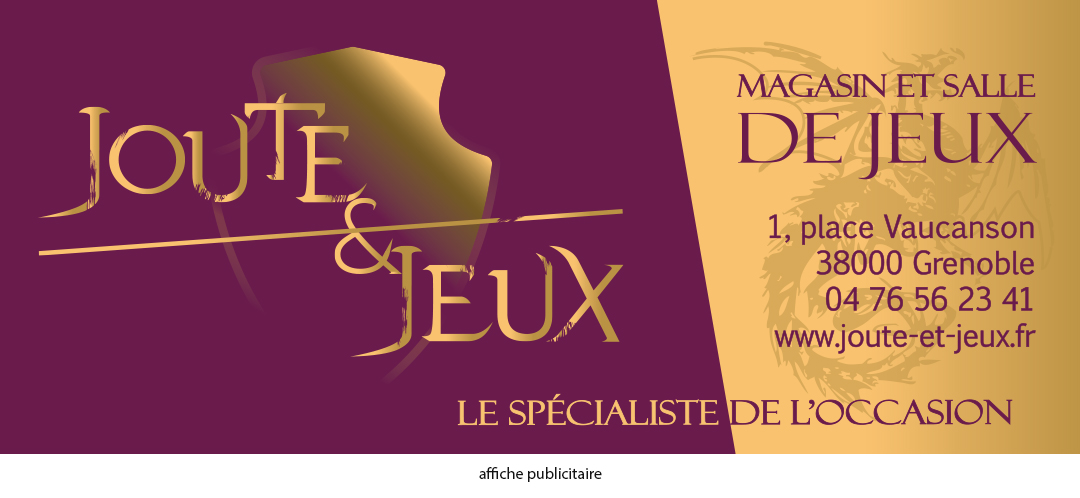 JOUTE
&
JEUX
MAGASIN ET SALLE
DE JEUX
1, place Vaucanson
38000 Grenoble
04 76 56 23 41
www.joute-et-jeux.fr
LE SPÉCIALISTE DE L'OCCASION
affiche publicitaire